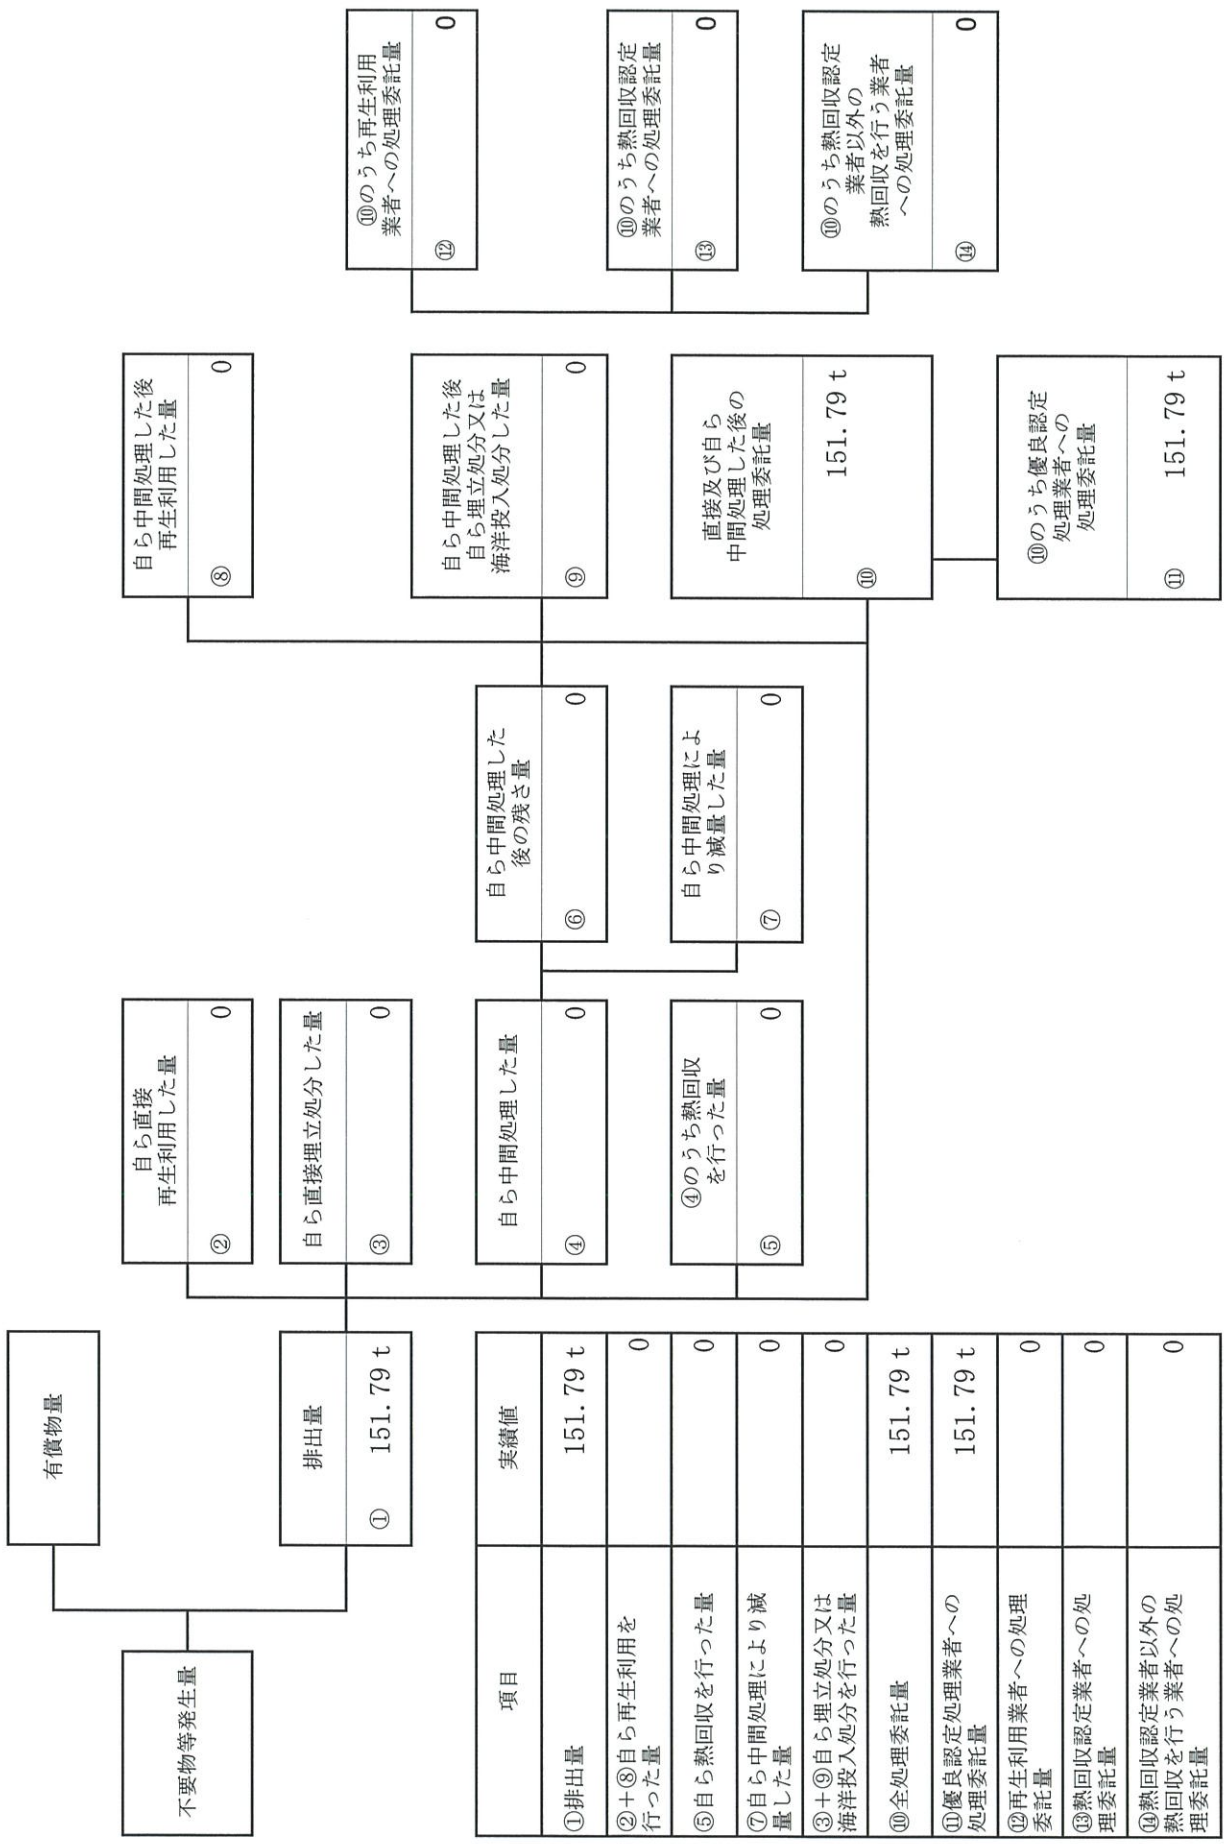 不要物等発生量
有償物量
排出量
① 151.79 t
自ら直接
再生利用した量
② 0
自ら直接埋立処分した量
③ 0
自ら中間処理した量
④ 0
④のうち熱回収
を行った量
⑤ 0
自ら中間処理した
後の残さ量
⑥ 0
自ら中間処理によ
り減量した量
⑦ 0
自ら中間処理した後
再生利用した量
⑧ 0
自ら中間処理した後
自ら埋立処分又は
海洋投入処分した量
⑨ 0
直接及び自ら
中間処理した後の
処理委託量
⑩ 151.79 t
⑩のうち優良認定
処理業者への
処理委託量
⑪ 151.79 t
⑩のうち再生利用
業者への処理委託量
⑫ 0
⑩のうち熱回収認定
業者への処理委託量
⑬ 0
⑩のうち熱回収認定
業者以外の
熱回収を行う業者
への処理委託量
⑭ 0
項目 実績値
①排出量 151.79 t
②+⑧自ら再生利用を
行った量 0
⑤自ら熱回収を行った量 0
⑦自ら中間処理により減
量した量 0
③+⑨自ら埋立処分又は
海洋投入処分を行った量 0
⑩全処理委託量 151.79 t
⑪優良認定処理業者への
処理委託量 151.79 t
⑫再生利用業者への処理
委託量 0
⑬熱回収認定業者への処
理委託量 0
⑭熱回収認定業者以外の
熱回収を行う業者への処
理委託量 0